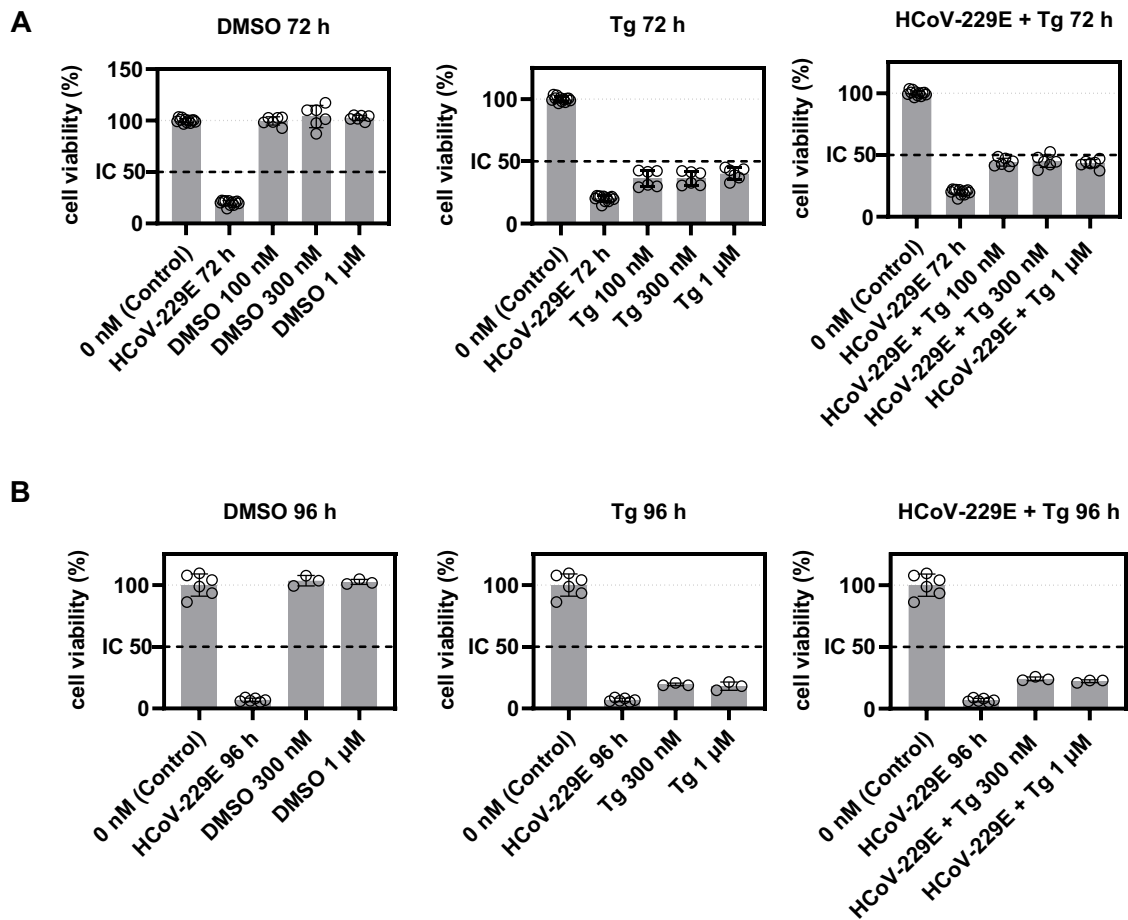 A
DMSO 72 h
cell viability (%)
150
100
IC 50
0
0 nM (Control)
HCoV-229E 72 h
DMSO 100 nM
DMSO 300 nM
DMSO 1 µM
Tg 72 h
cell viability (%)
100
IC 50
0
0 nM (Control)
HCoV-229E 72 h
Tg 100 nM
Tg 300 nM
Tg 1 µM
HCoV-229E + Tg 72 h
cell viability (%)
100
IC 50
0
0 nM (Control)
HCoV-229E 72 h
HCoV-229E + Tg 100 nM
HCoV-229E + Tg 300 nM
HCoV-229E + Tg 1 µM
B
DMSO 96 h
cell viability (%)
100
IC 50
0
0 nM (Control)
HCoV-229E 96 h
DMSO 300 nM
DMSO 1 µM
Tg 96 h
cell viability (%)
100
IC 50
0
0 nM (Control)
HCoV-229E 96 h
Tg 300 nM
Tg 1 µM
HCoV-229E + Tg 96 h
cell viability (%)
100
IC 50
0
0 nM (Control)
HCoV-229E 96 h
HCoV-229E + Tg 300 nM
HCoV-229E + Tg 1 µM